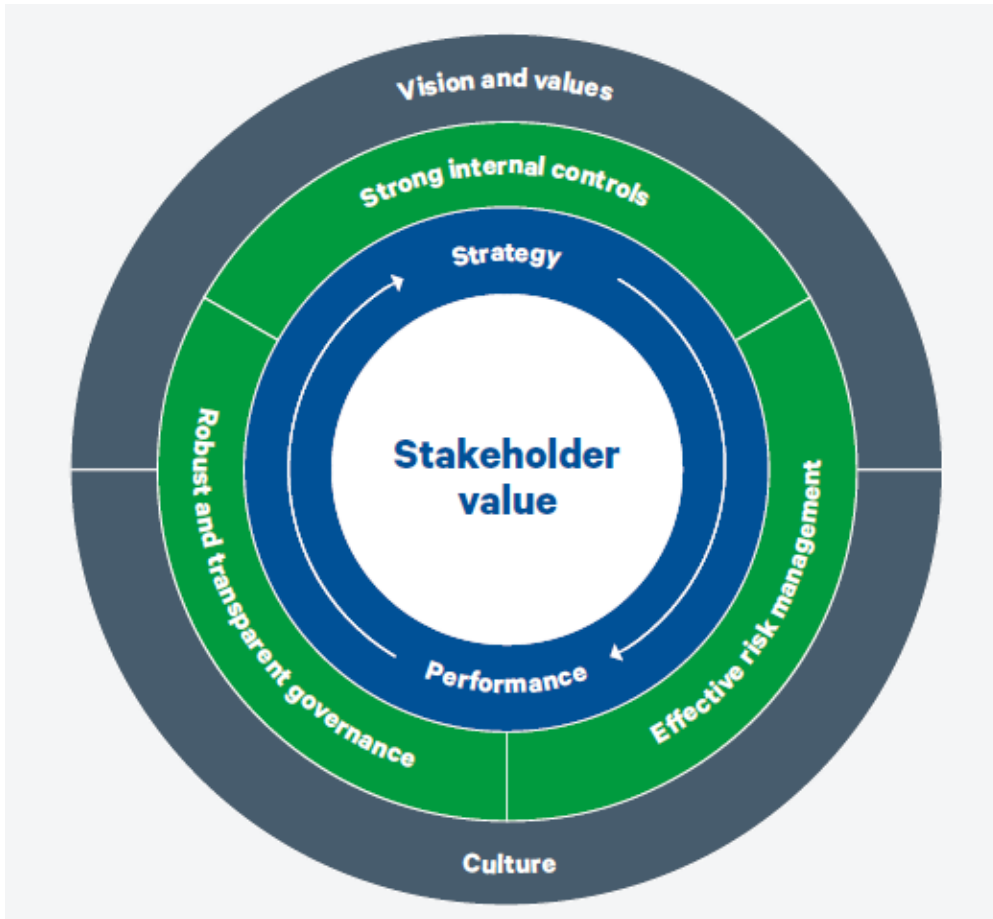 Vision and values
Strong internal controls
Strategy
Stakeholder
value
Robust and transparent governance
Effective risk management
Performance
Culture